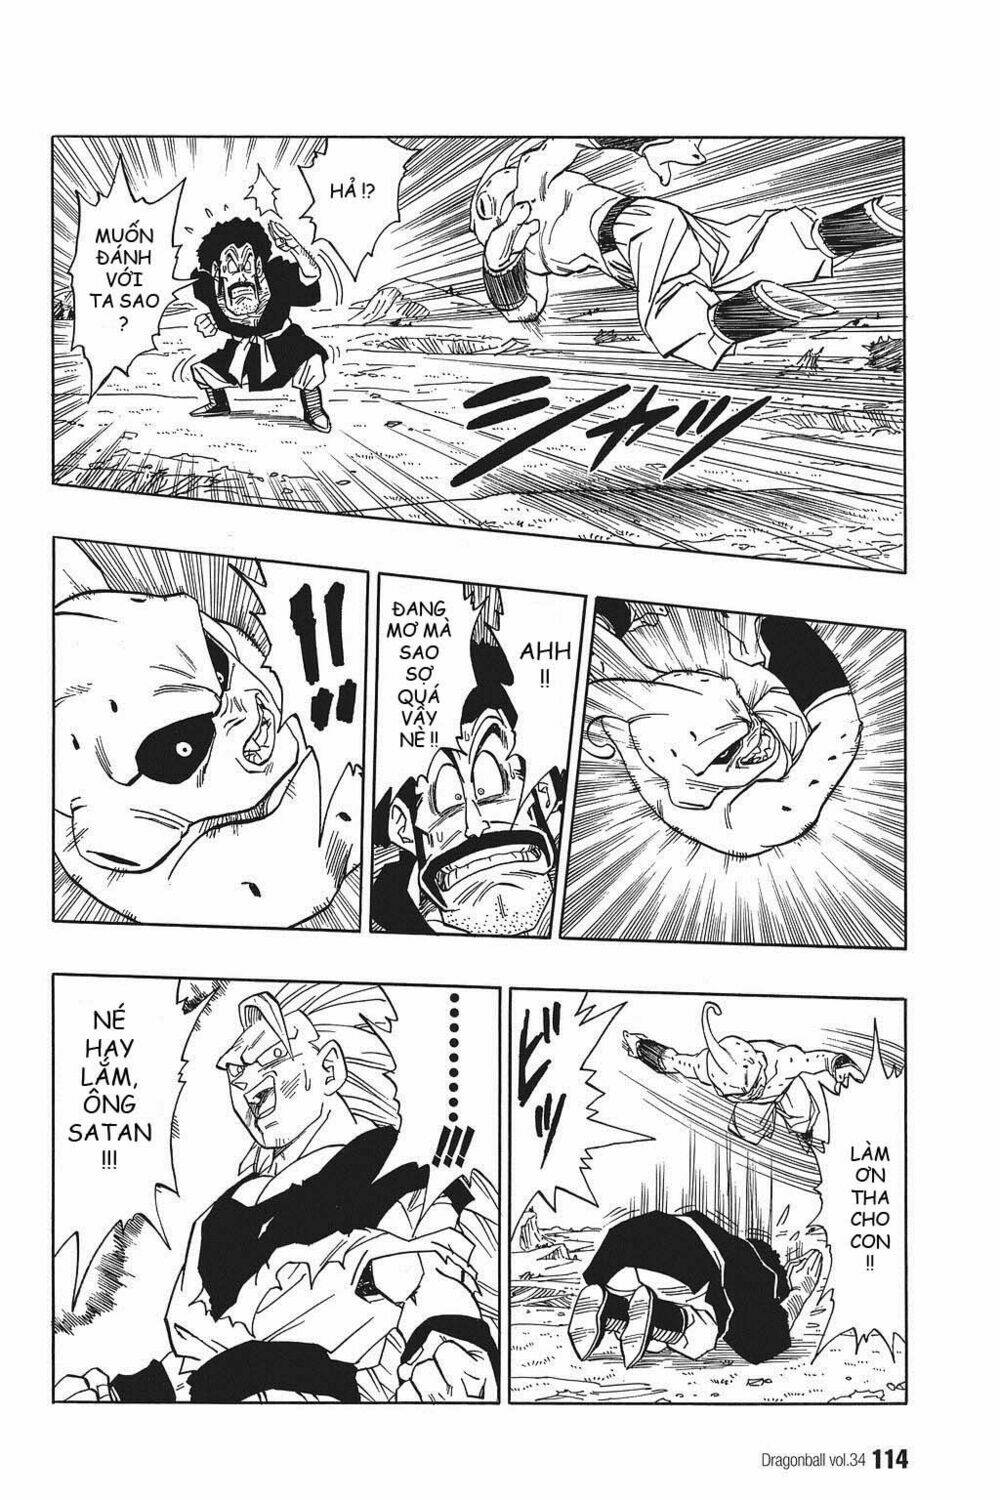 HẢ !?
MUỐN
ĐÁNH
VỚI
TA SAO
?
シャッ
AHH
!!
ĐANG
MƠ MÀ
SAO
SỢ
QUÁ
VẬY
NÈ !!
!!
LÀM
ƠN
THA
CHO
CON
!!
ビュッ
........!!!
NÉ
HAY
LẮM,
ÔNG
SATAN
!!!
Dragonball vol.34 114